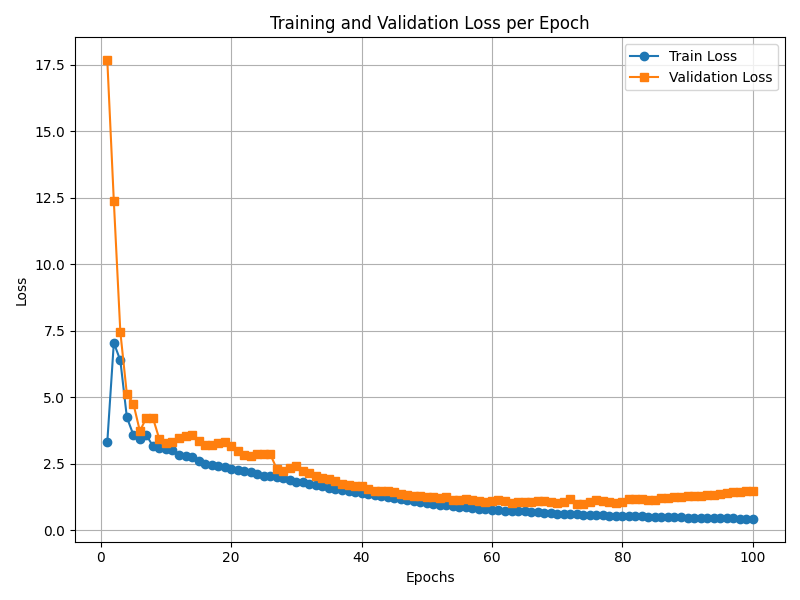 Training and Validation Loss per Epoch
Train Loss
Validation Loss
17.5
15.0
12.5
10.0
7.5
5.0
2.5
0.0
Loss
0 20 40 60 80 100
Epochs